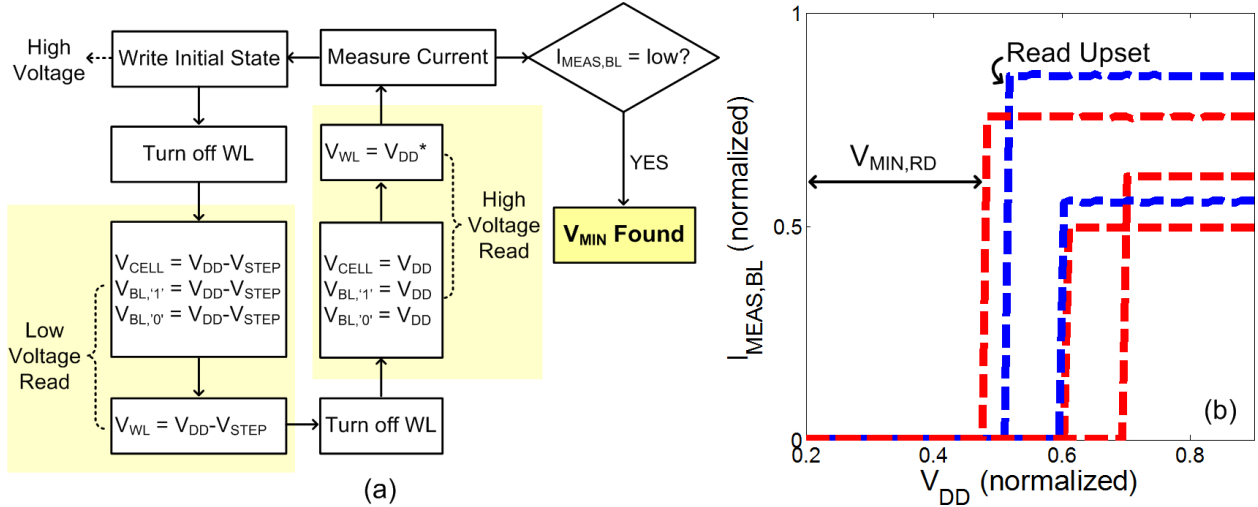 High
Voltage
Write Initial State
Measure Current
I_MEAS,BL = low?
Turn off WL
V_WL = V_DD*
YES
High
Voltage
Read
V_MIN Found
V_CELL = V_DD-V_STEP
V_BL,‘1’ = V_DD-V_STEP
V_BL,’0’ = V_DD-V_STEP
V_CELL = V_DD
V_BL,‘1’ = V_DD
V_BL,’0’ = V_DD
Low
Voltage
Read
V_WL = V_DD-V_STEP
Turn off WL
(a)
1
Read Upset
V_MIN,RD
0.5
I_MEAS,BL (normalized)
(b)
0
0.2
0.4
0.6
0.8
V_DD (normalized)